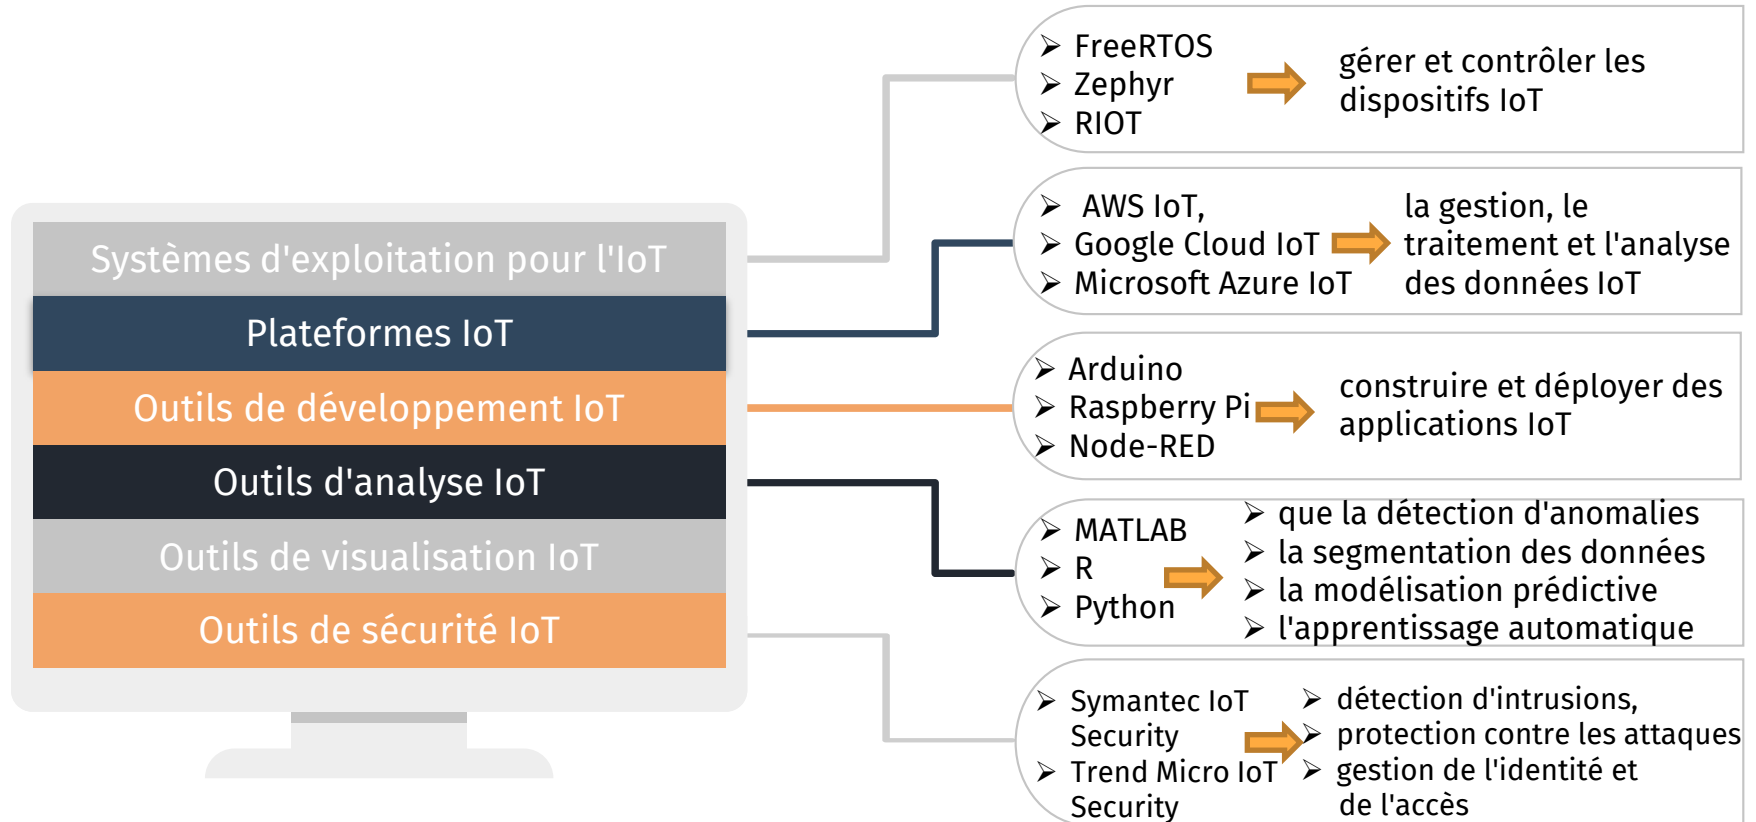 Systèmes d'exploitation pour l'IoT
Plateformes IoT
Outils de développement IoT
Outils d'analyse IoT
Outils de visualisation IoT
Outils de sécurité IoT
➢ FreeRTOS
➢ Zephyr
➢ RIOT
gérer et contrôler les
dispositifs IoT
➢ AWS IoT,
➢ Google Cloud IoT
➢ Microsoft Azure IoT
la gestion, le
traitement et l'analyse
des données IoT
➢ Arduino
➢ Raspberry Pi
➢ Node-RED
construire et déployer des
applications IoT
➢ MATLAB
➢ R
➢ Python
➢ que la détection d'anomalies
➢ la segmentation des données
➢ la modélisation prédictive
➢ l'apprentissage automatique
➢ Symantec IoT
Security
➢ Trend Micro IoT
Security
➢ détection d'intrusions,
➢ protection contre les attaques
➢ gestion de l'identité et
de l'accès